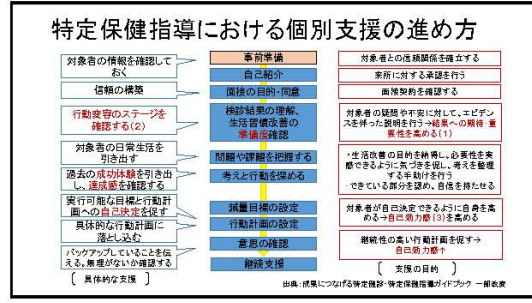 特定保健指導における個別支援の進め方
対象者の情報を確認して
おく
信頼の構築
行動変容のステージを
確認する(2)
対象者の日常生活を
引き出す
過去の成功体験を引き出
し、達成感を確認する
実行可能な目標と行動計
画への自己決定を促す
具体的な行動計画に
落とし込む
バックアップしていることを伝
える。無理がないか確認する
〔 具体的な支援 〕
事前準備
自己紹介
面接の目的・同意
検診結果の理解、
生活習慣改善の
準備度確認
問題や課題を把握する
考えと行動を深める
減量目標の設定
行動計画の設定
意思の確認
継続支援
対象者との信頼関係を確立する
来所に対する承認を行う
面接契約を確認する
対象者の疑問や不安に対して、エビデン
スを伴った説明を行う→結果への期待・重
要性を高める(1)
・生活改善の目的を納得し、必要性を実
感できるように気づきを促し、考えを整理
する手助けを行う
・できている部分を認め、自信を持たせる
対象者が自己決定できるように自身を高
める→自己効力感(3)を高める
継続性の高い行動計画を促す→
自己効力感↑
〔 支援の目的 〕
出典:成果につなげる特定健診・特定保健指導ガイドブック 一部改変